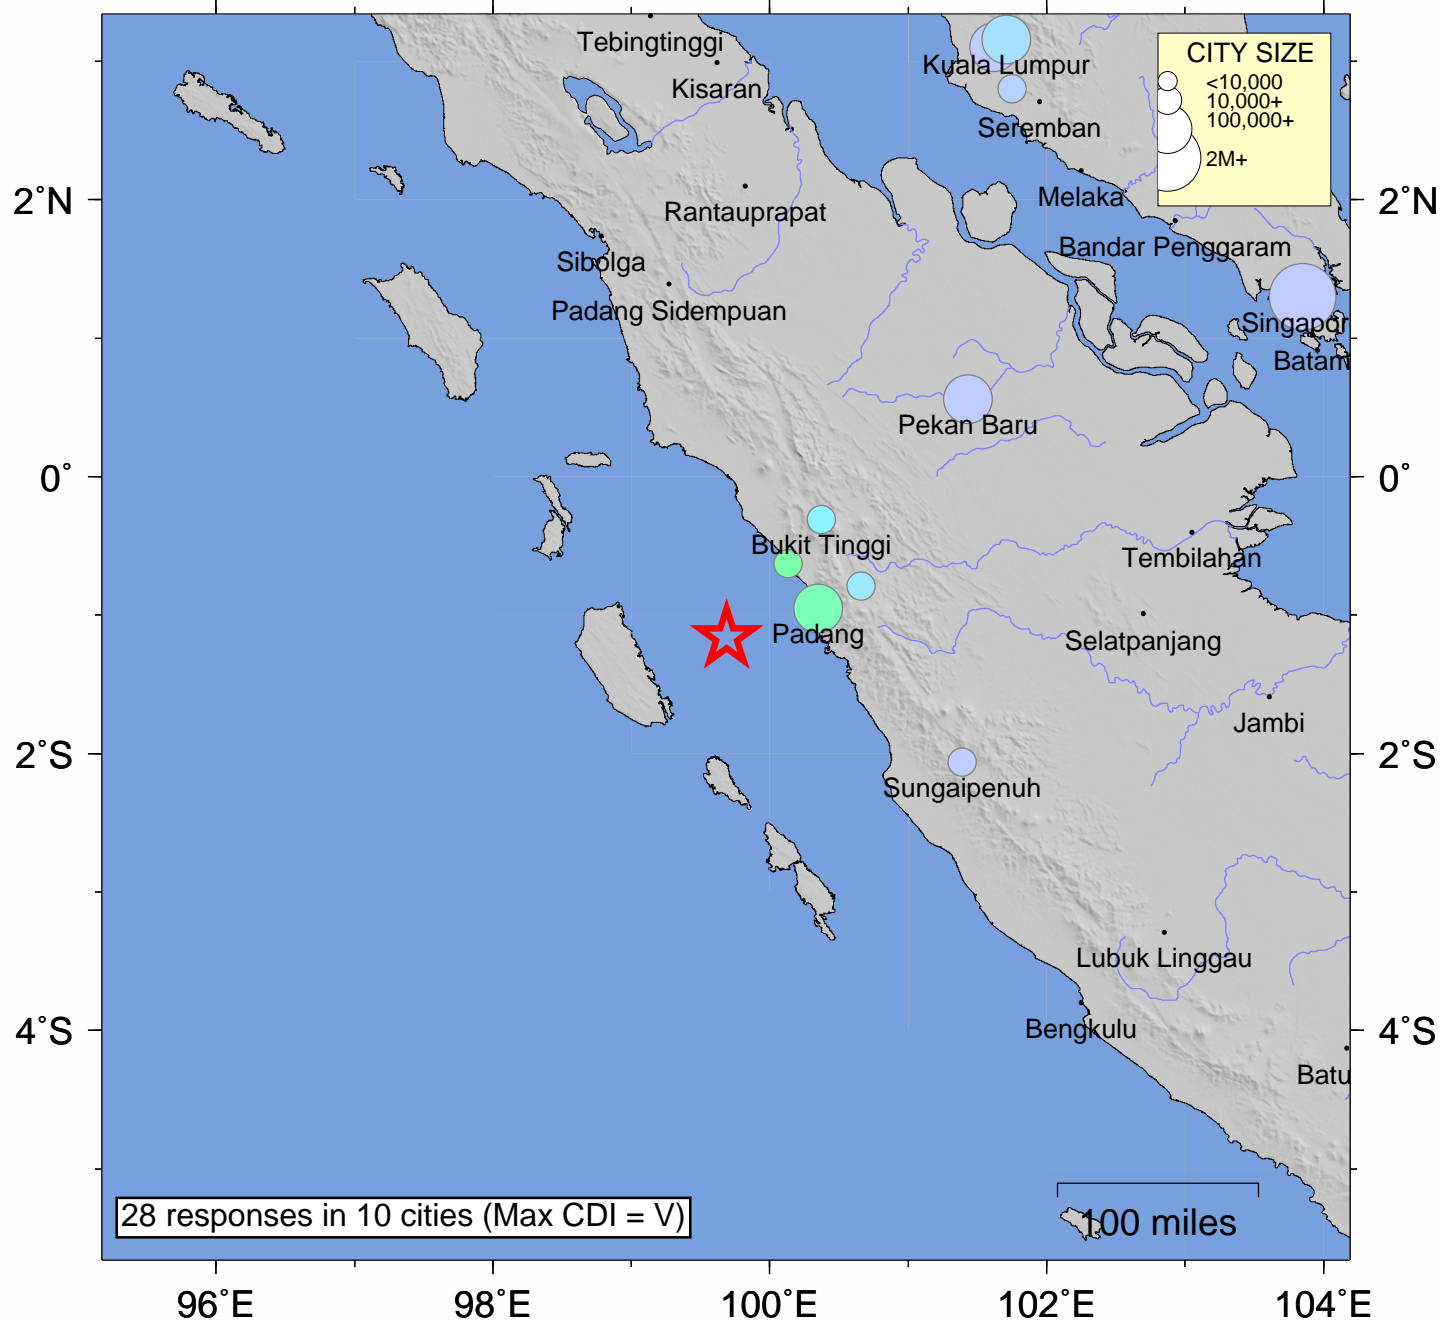 Tebingtinggi
Kisaran
Kuala Lumpur
Seremban
CITY SIZE
<10,000
10,000+
100,000+
2M+
2˚N
2˚N
Melaka
Rantauprapat
Bandar Penggaram
Sibolga
Padang Sidempuan
Singapor
Batam
Pekan Baru
0˚
0˚
Bukit Tinggi
Tembilahan
Padang
Selatpanjang
Jambi
2˚S
2˚S
Sungaipenuh
Lubuk Linggau
4˚S
4˚S
Bengkulu
Batu
28 responses in 10 cities (Max CDI = V)
100 miles
96˚E
98˚E
100˚E
102˚E
104˚E